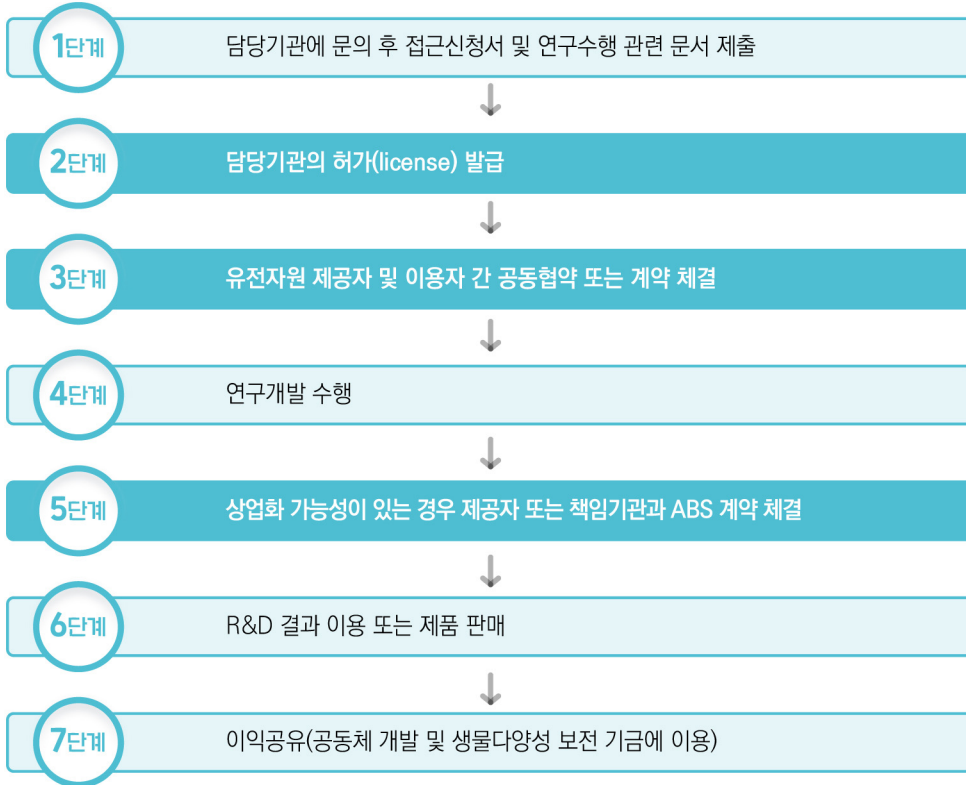 1단계 담당기관에 문의 후 접근신청서 및 연구수행 관련 문서 제출
2단계 담당기관의 허가(license) 발급
3단계 유전자원 제공자 및 이용자 간 공동협약 또는 계약 체결
4단계 연구개발 수행
5단계 상업화 가능성이 있는 경우 제공자 또는 책임기관과 ABS 계약 체결
6단계 R&D 결과 이용 또는 제품 판매
7단계 이익공유(공동체 개발 및 생물다양성 보전 기금에 이용)